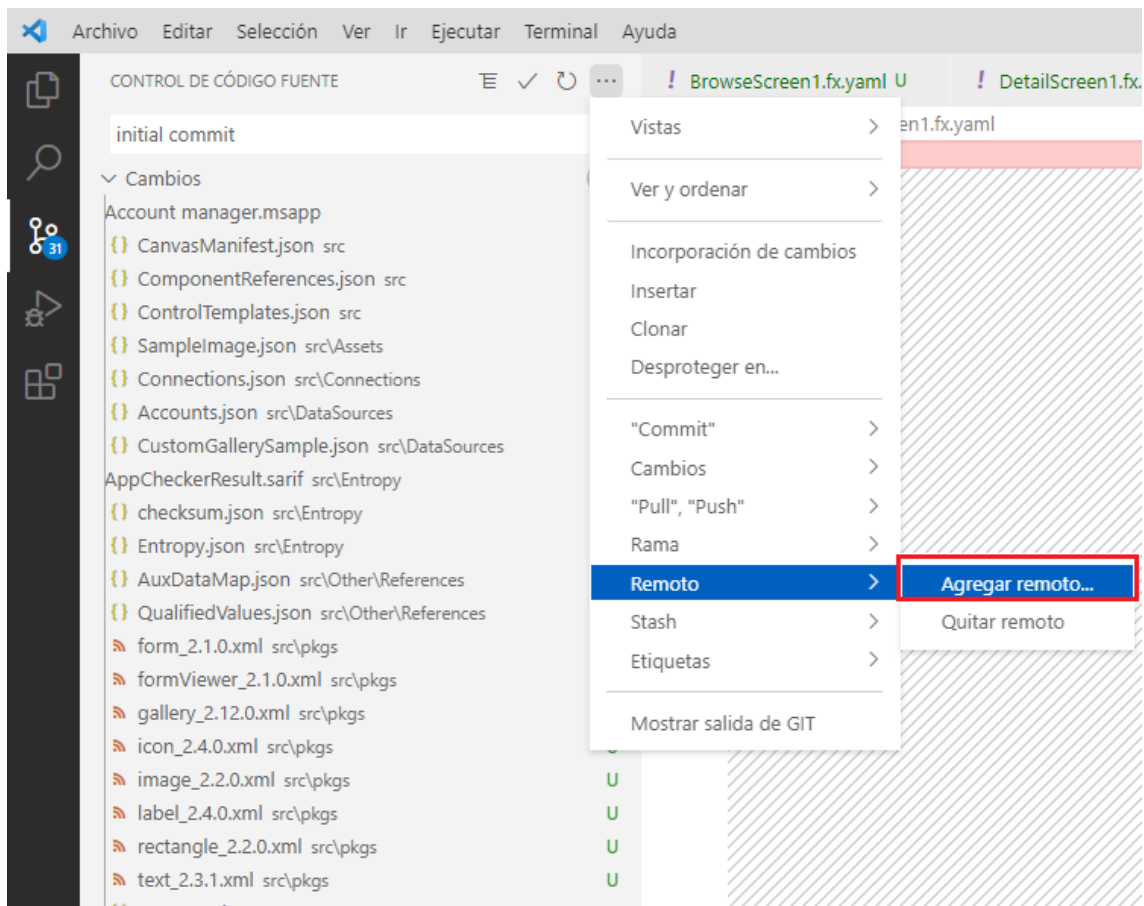 Archivo Editar Selección Ver Ir Ejecutar Terminal Ayuda
CONTROL DE CÓDIGO FUENTE
! BrowseScreen1.fx.yaml U
! DetailScreen1.fx.
en1.fx.yaml
initial commit
Cambios
Account manager.msapp
{} CanvasManifest.json src
{} ComponentReferences.json src
{} ControlTemplates.json src
{} SampleImage.json src\Assets
{} Connections.json src\Connections
{} Accounts.json src\DataSources
{} CustomGallerySample.json src\DataSources
AppCheckerResult.sarif src\Entropy
{} checksum.json src\Entropy
{} Entropy.json src\Entropy
{} AuxDataMap.json src\Other\References
{} QualifiedValues.json src\Other\References
form_2.1.0.xml src\pkgs
formViewer_2.1.0.xml src\pkgs
gallery_2.12.0.xml src\pkgs
icon_2.4.0.xml src\pkgs
image_2.2.0.xml src\pkgs U
label_2.4.0.xml src\pkgs U
rectangle_2.2.0.xml src\pkgs U
text_2.3.1.xml src\pkgs U
31
Vistas
Ver y ordenar
Incorporación de cambios
Insertar
Clonar
Desproteger en...
"Commit"
Cambios
"Pull", "Push"
Rama
Remoto
Stash
Etiquetas
Mostrar salida de GIT
Agregar remoto...
Quitar remoto